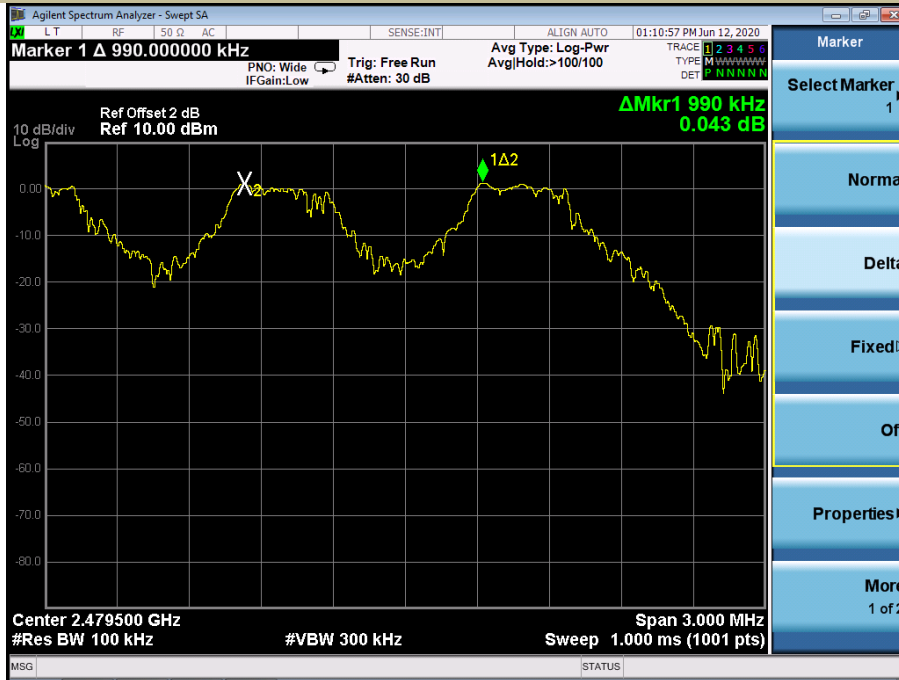 Agilent Spectrum Analyzer - Swept SA
LXI L T RF 50 Ω AC SENSE:INT ALIGN AUTO 01:10:57 PM Jun 12, 2020
Marker 1 Δ 990.000000 kHz
PNO: Wide
IFGain:Low
Trig: Free Run
#Atten: 30 dB
Avg Type: Log-Pwr
Avg|Hold:>100/100
TRACE 1 2 3 4 5 6
TYPE M WWWWW
DET P N N N N N
Marker
Select Marker
1
ΔMkr1 990 kHz
0.043 dB
Ref Offset 2 dB
10 dB/div Ref 10.00 dBm
Log
1Δ2
X2
0.00
-10.0
-20.0
-30.0
-40.0
-50.0
-60.0
-70.0
-80.0
Norma
Delta
Fixed
Of
Properties
More
1 of 2
Center 2.479500 GHz Span 3.000 MHz
#Res BW 100 kHz #VBW 300 kHz Sweep 1.000 ms (1001 pts)
MSG STATUS